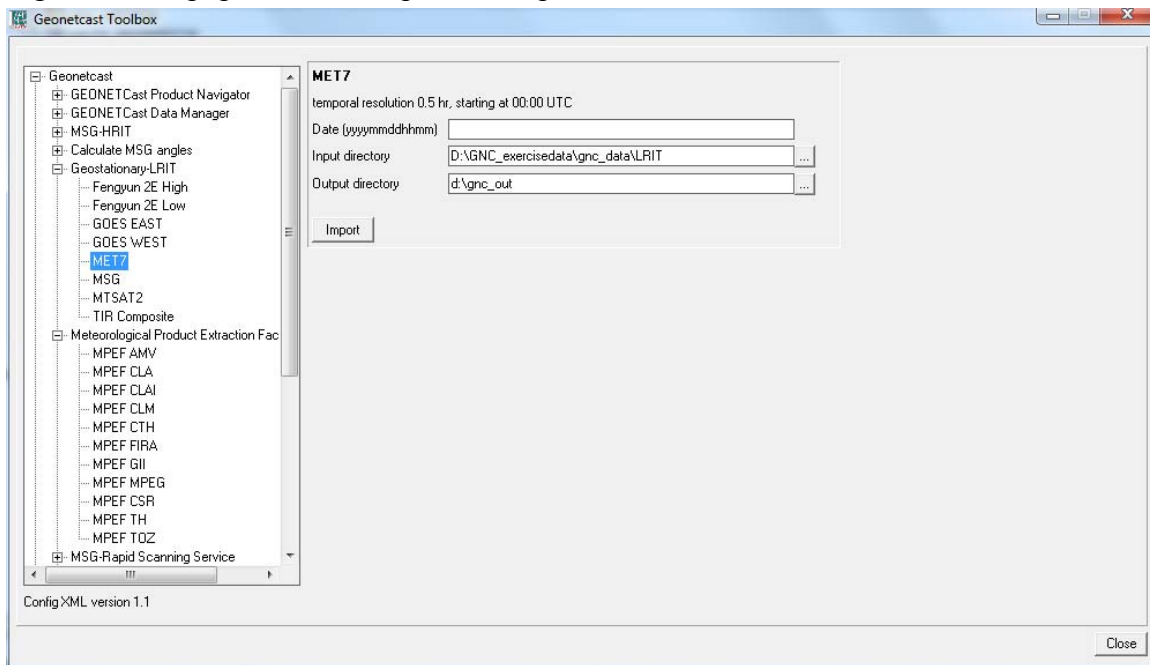 Geonetcast Toolbox
Geonetcast
GEONETCast Product Navigator
GEONETCast Data Manager
MSG-HRIT
Calculate MSG angles
Geostationary-LRIT
Fengyun 2E High
Fengyun 2E Low
GOES EAST
GOES WEST
MET7
MSG
MTSAT2
TIR Composite
Meteorological Product Extraction Fac
MPEF AMV
MPEF CLA
MPEF CLAI
MPEF CLM
MPEF CTH
MPEF FIRA
MPEF GII
MPEF MPEG
MPEF CSR
MPEF TH
MPEF TOZ
MSG-Rapid Scanning Service
Config XML version 1.1
MET7
temporal resolution 0.5 hr, starting at 00:00 UTC
Date (yyyymmddhhmm)
Input directory D:\GNC_exercisedata\gnc_data\LRIT ...
Output directory d:\gnc_out ...
Import
Close